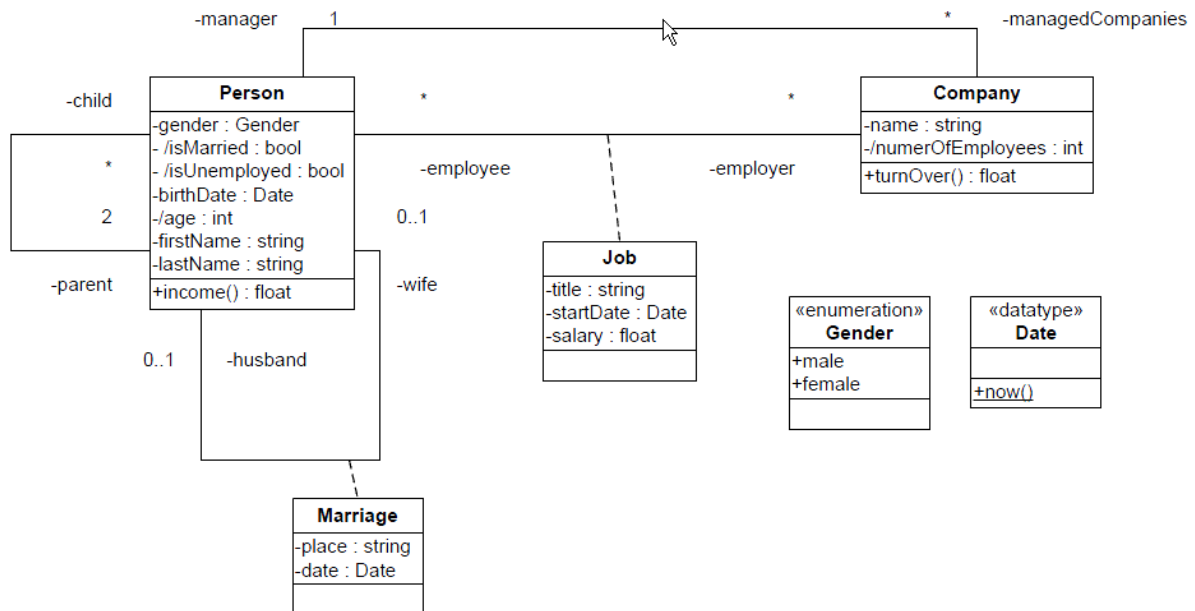 -manager 1 * -managedCompanies
Person
-gender : Gender
- /isMarried : bool
- /isUnemployed : bool
-birthDate : Date
-/age : int
-firstName : string
-lastName : string
+income() : float
-child
*
2
-parent
* *
-employee -employer
Company
-name : string
-/numerOfEmployees : int
+turnOver() : float
0..1
-wife
0..1 -husband
Job
-title : string
-startDate : Date
-salary : float
«enumeration»
Gender
+male
+female
«datatype»
Date
+now()
Marriage
-place : string
-date : Date